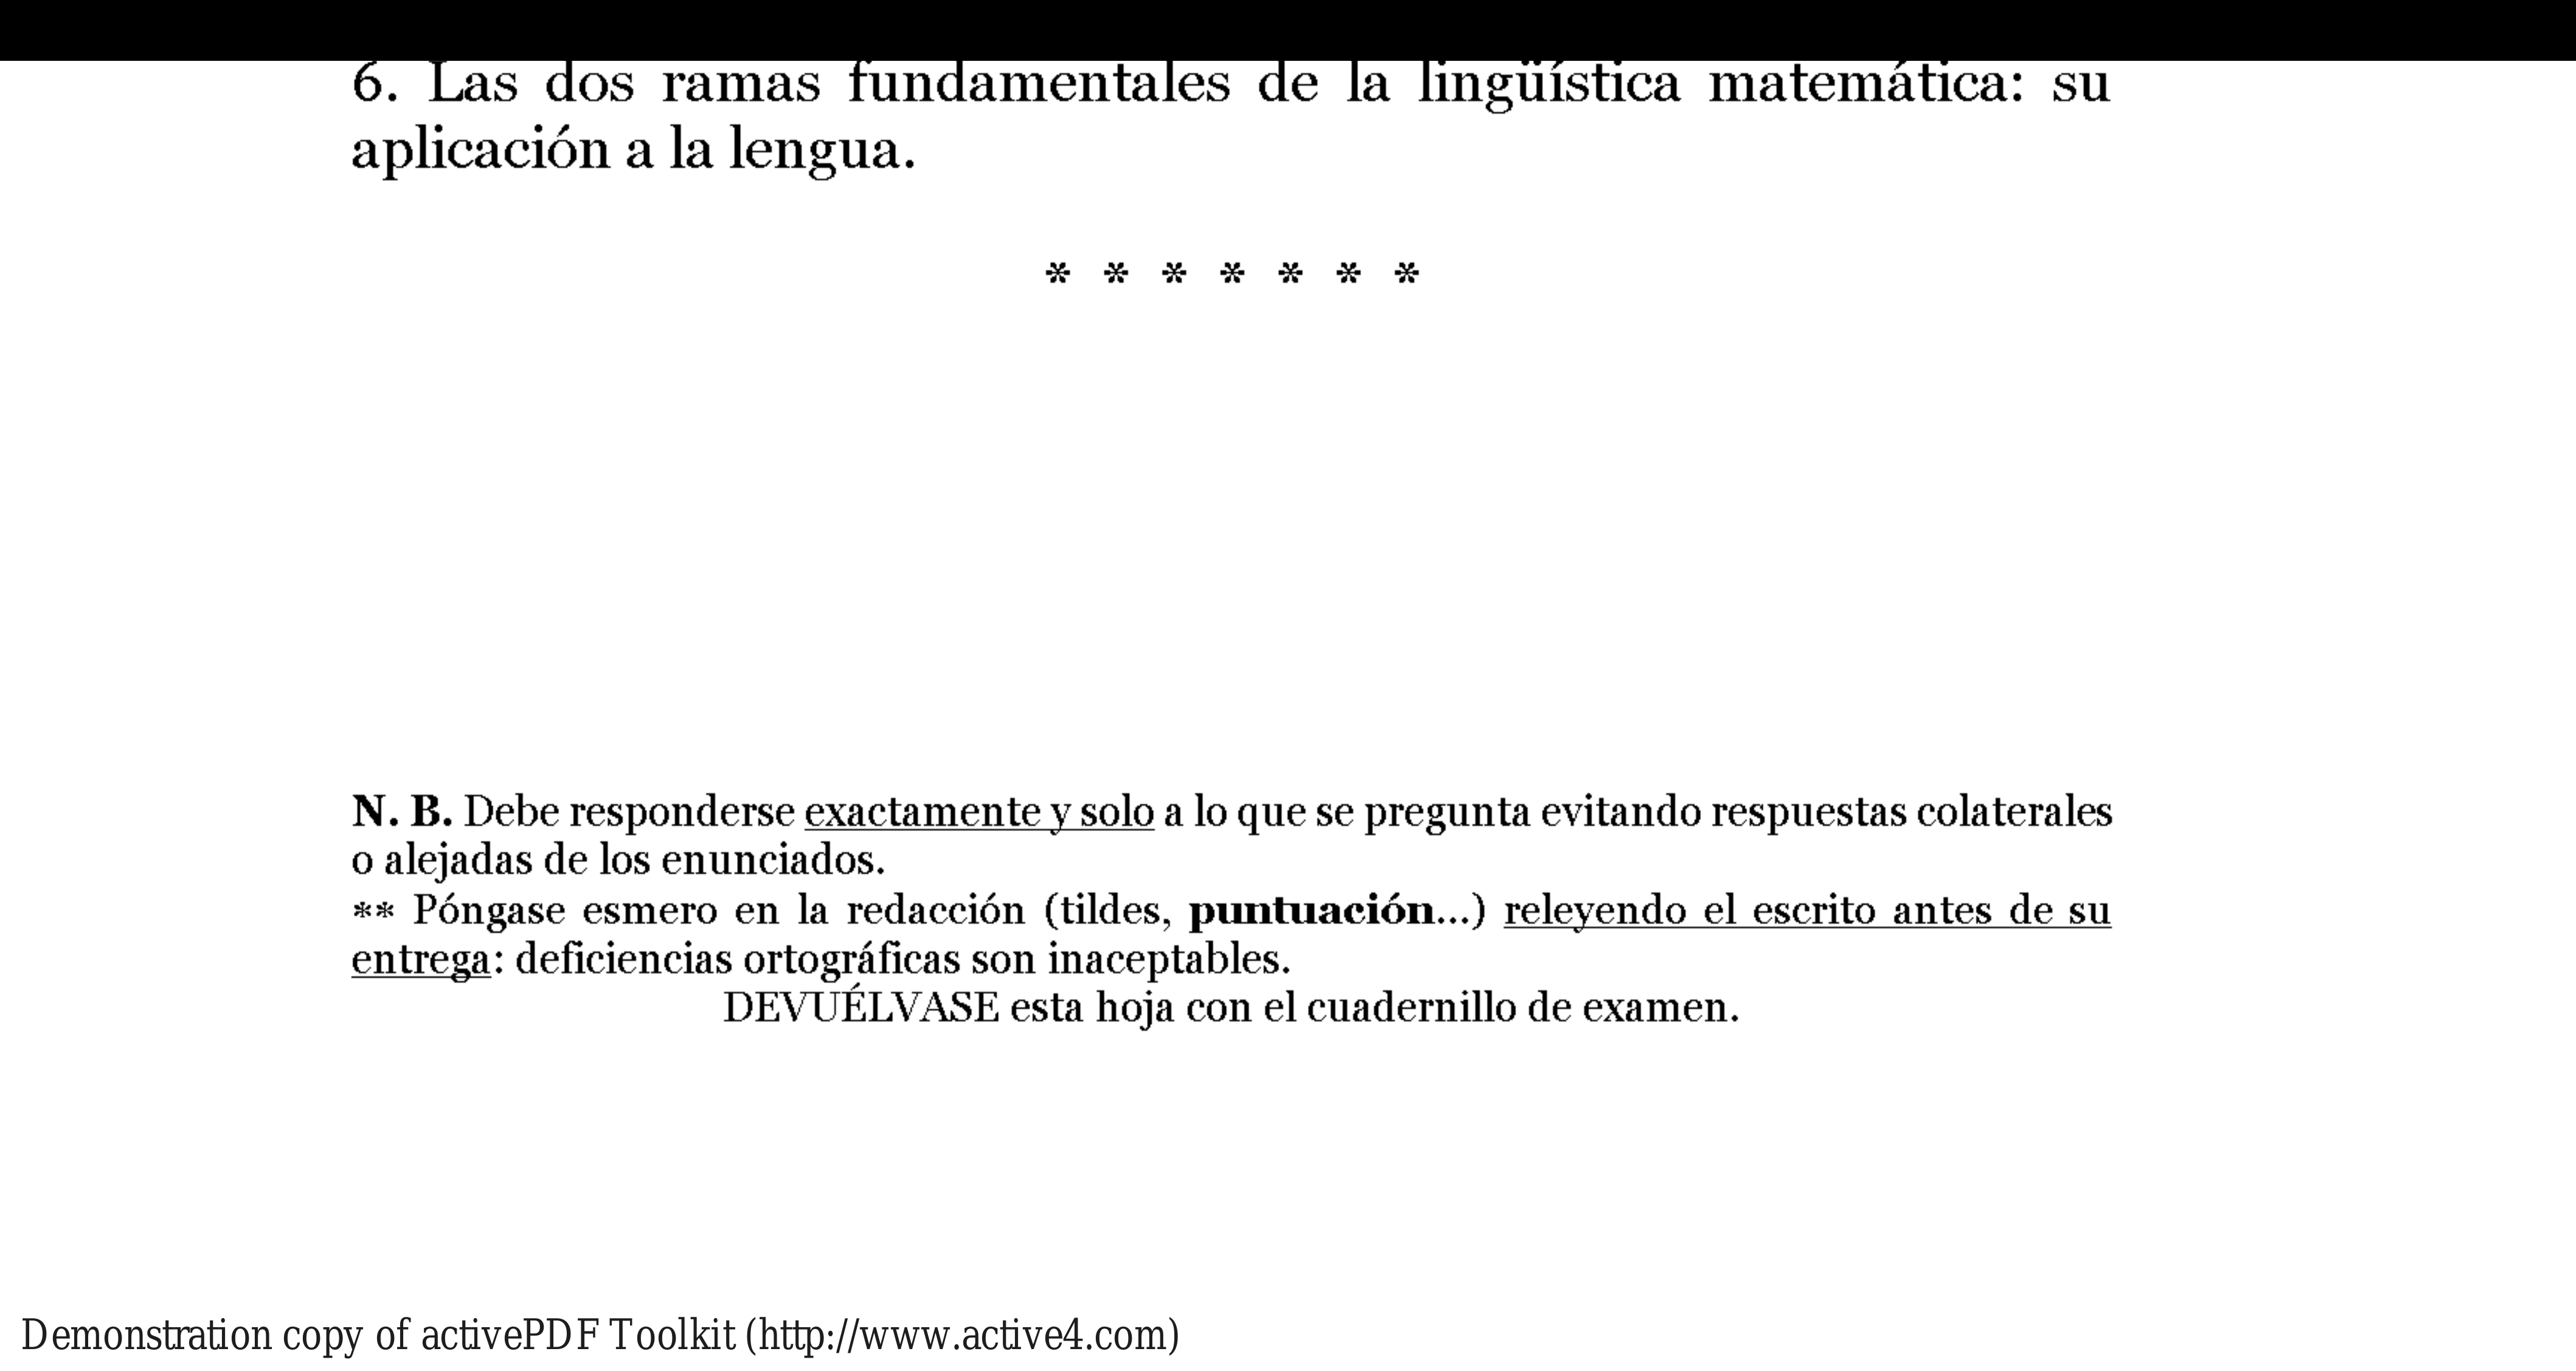 6. Las dos ramas fundamentales de la lingüística matemática: su
aplicación a la lengua.
* * * * * * *
N. B. Debe responderse exactamente y solo a lo que se pregunta evitando respuestas colaterales
o alejadas de los enunciados.
** Póngase esmero en la redacción (tildes, puntuación...) releyendo el escrito antes de su
entrega: deficiencias ortográficas son inaceptables.
DEVUÉLVASE esta hoja con el cuadernillo de examen.
Demonstration copy of activePDF Toolkit (http://www.active4.com)